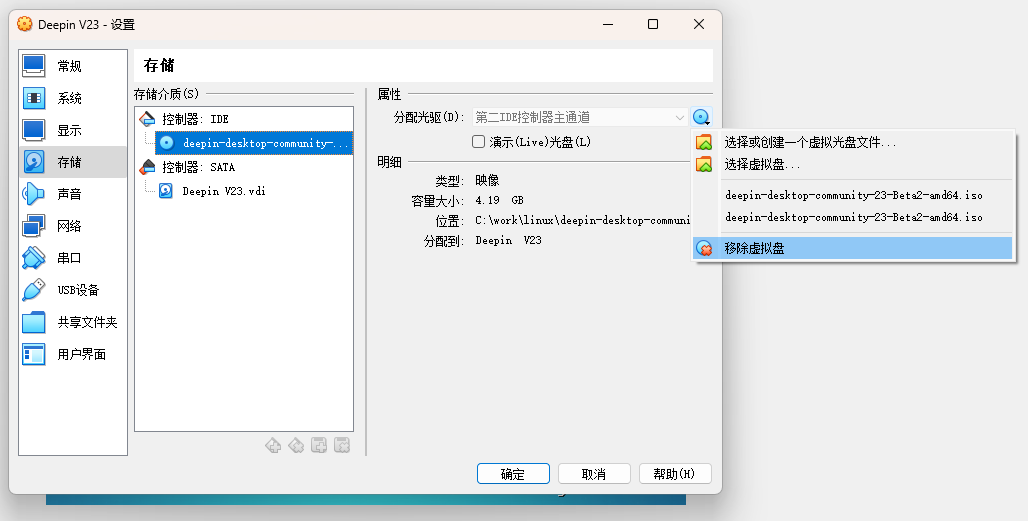 Deepin V23 - 设置
常规
系统
显示
存储
声音
网络
串口
USB设备
共享文件夹
用户界面
存储
存储介质(S)
控制器: IDE
deepin-desktop-community-...
控制器: SATA
Deepin V23.vdi
属性
分配光驱(D): 第二IDE控制器主通道
演示(Live)光盘(L)
明细
类型: 映像
容量大小: 4.19 GB
位置: C:\work\linux\deepin-desktop-communi
分配到: Deepin V23
选择或创建一个虚拟光盘文件...
选择虚拟盘...
deepin-desktop-community-23-Beta2-amd64.iso
deepin-desktop-community-23-Beta2-amd64.iso
移除虚拟盘
确定
取消
帮助(H)